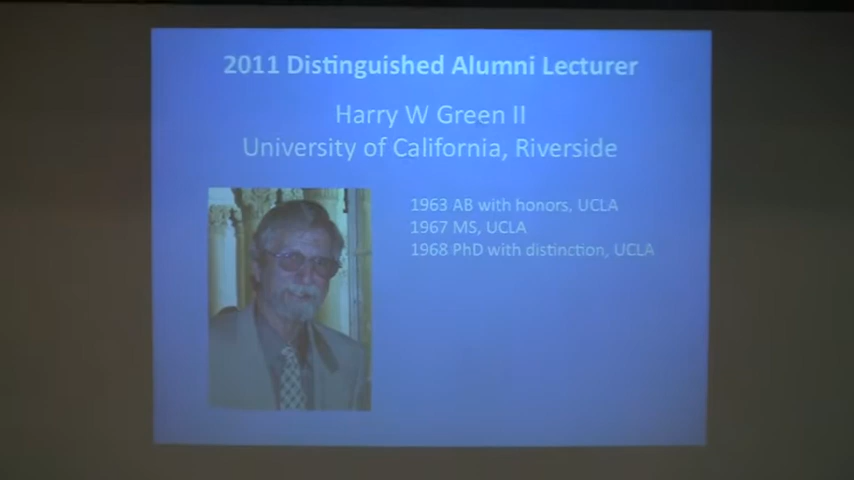 2011 Distinguished Alumni Lecturer
Harry W Green II
University of California, Riverside
1963 AB with honors, UCLA
1967 MS, UCLA
1968 PhD with distinction, UCLA